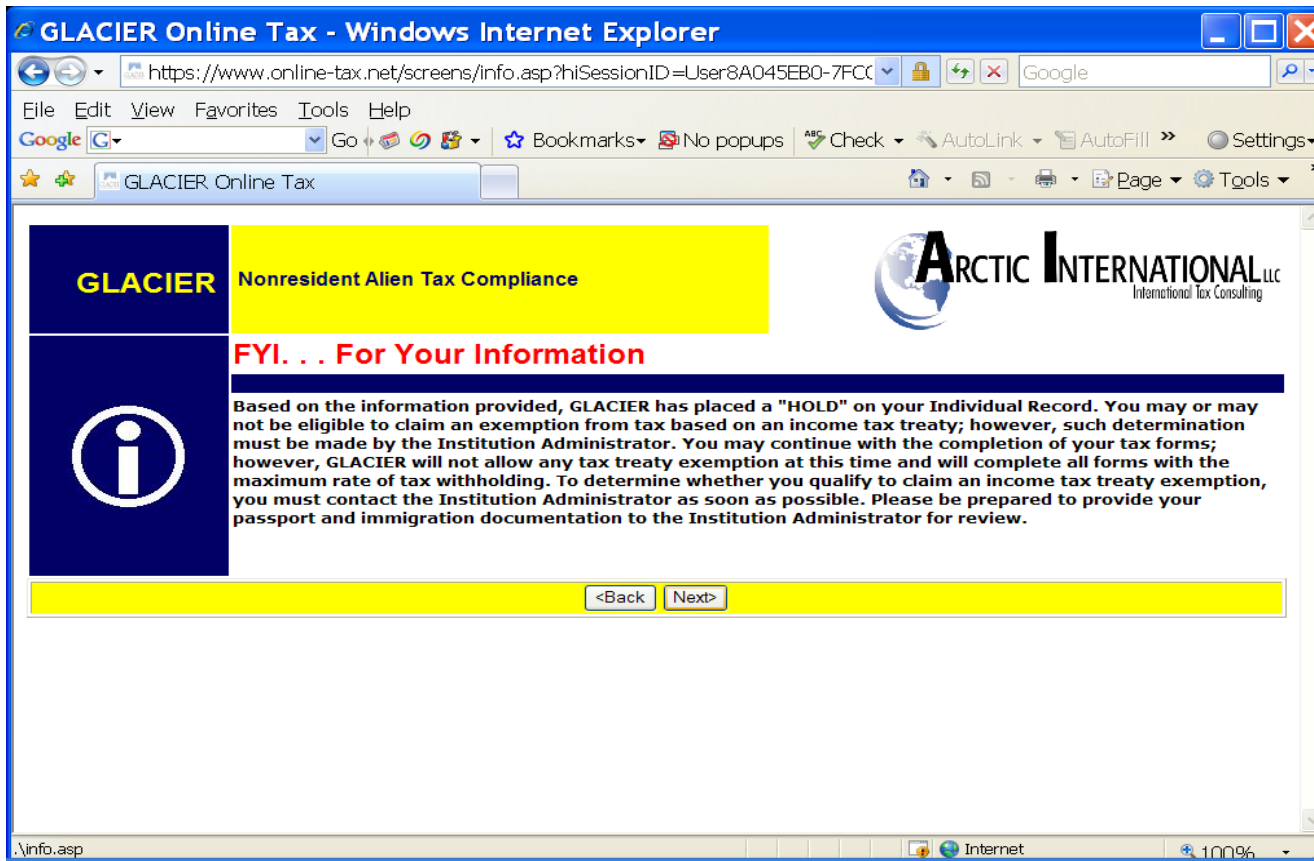 GLACIER Online Tax - Windows Internet Explorer
https://www.online-tax.net/screens/info.asp?hiSessionID=User8A045EB0-7FC
Google
File Edit View Favorites Tools Help
Google G Go Bookmarks No popups ABC Check AutoLink AutoFill » Settings
GLACIER Online Tax
Page Tools
GLACIER
Nonresident Alien Tax Compliance
ARCTIC INTERNATIONAL LLC
International Tax Consulting
FYI. . . For Your Information
Based on the information provided, GLACIER has placed a "HOLD" on your Individual Record. You may or may
not be eligible to claim an exemption from tax based on an income tax treaty; however, such determination
must be made by the Institution Administrator. You may continue with the completion of your tax forms;
however, GLACIER will not allow any tax treaty exemption at this time and will complete all forms with the
maximum rate of tax withholding. To determine whether you qualify to claim an income tax treaty exemption,
you must contact the Institution Administrator as soon as possible. Please be prepared to provide your
passport and immigration documentation to the Institution Administrator for review.
<Back Next>
.\info.asp
Internet
100%